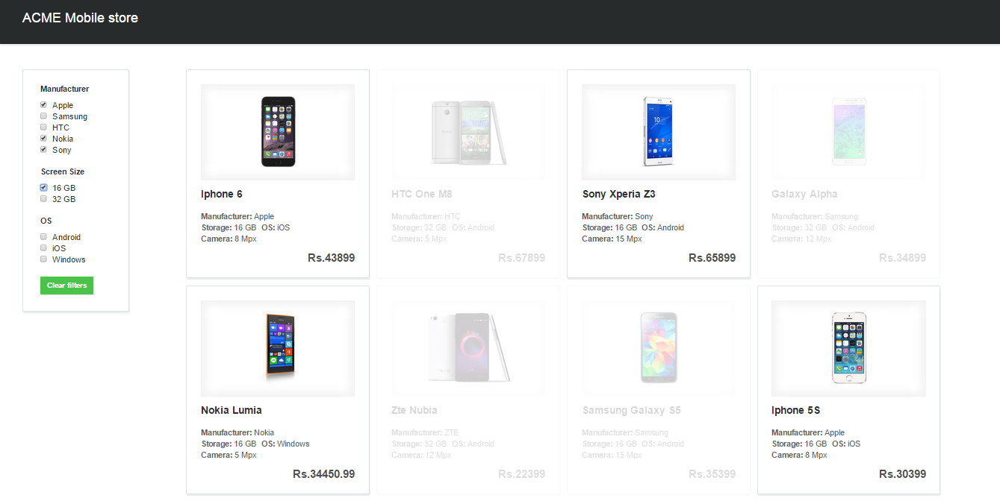 ACME Mobile store
Manufacturer
Apple
Samsung
HTC
Nokia
Sony
Screen Size
16 GB
32 GB
OS
Android
iOS
Windows
Clear filters
Iphone 6
Manufacturer: Apple
Storage: 16 GB OS: iOS
Camera: 8 Mpx
Rs.43899
HTC One M8
Manufacturer: HTC
Storage: 32 GB OS: Android
Camera: 5 Mpx
Rs.67899
Sony Xperia Z3
Manufacturer: Sony
Storage: 16 GB OS: Android
Camera: 15 Mpx
Rs.65899
Galaxy Alpha
Manufacturer: Samsung
Storage: 32 GB OS: Android
Camera: 12 Mpx
Rs.34899
Nokia Lumia
Manufacturer: Nokia
Storage: 16 GB OS: Windows
Camera: 5 Mpx
Rs.34450.99
Zte Nubia
Manufacturer: ZTE
Storage: 32 GB OS: Android
Camera: 12 Mpx
Rs.22399
Samsung Galaxy S5
Manufacturer: Samsung
Storage: 16 GB OS: Android
Camera: 15 Mpx
Rs.35399
Iphone 5S
Manufacturer: Apple
Storage: 16 GB OS: iOS
Camera: 8 Mpx
Rs.30399